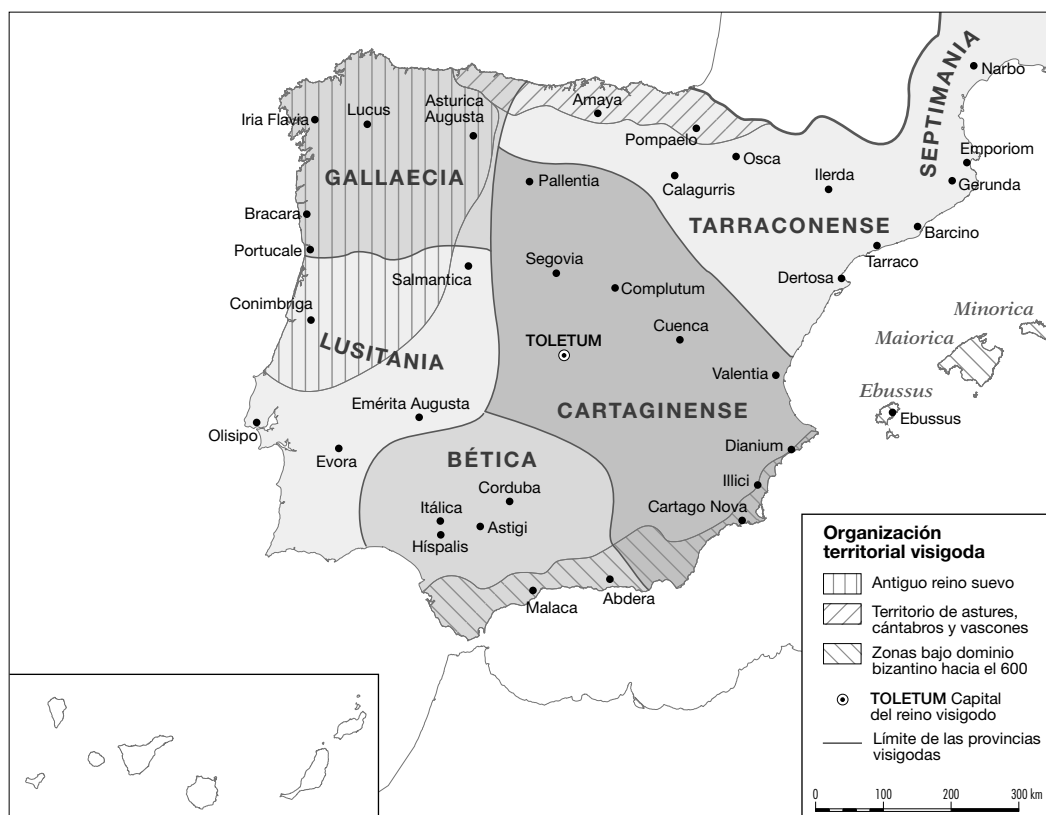 SEPTIMANIA
Narbo
Amaya
Asturica
Augusta
Lucus
Iria Flavia
Pompaelo
Osca
Emporiom
Gerunda
GALLAECIA
Pallentia
Calagurris
Ilerda
Bracara
TARRACONENSE
Barcino
Portucale
Tarraco
Segovia
Salmantica
Dertosa
Complutum
Conimbriga
Minorica
Cuenca
Maiorica
LUSITANIA
TOLETUM
Valentia
Ebussus
Emérita Augusta
CARTAGINENSE
Ebussus
Olisipo
Dianium
Evora
BÉTICA
Illici
Corduba
Cartago Nova
Itálica
Astigi
Híspalis
Malaca
Abdera
Organización
territorial visigoda
Antiguo reino suevo
Territorio de astures,
cántabros y vascones
Zonas bajo dominio
bizantino hacia el 600
TOLETUM Capital
del reino visigodo
Límite de las provincias
visigodas
0 100 200 300 km